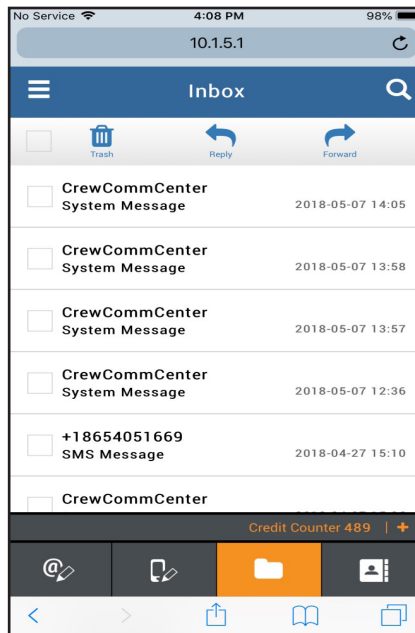 No Service 4:08 PM 98%
10.1.5.1
Inbox
Trash Reply Forward
CrewCommCenter
System Message 2018-05-07 14:05
CrewCommCenter
System Message 2018-05-07 13:58
CrewCommCenter
System Message 2018-05-07 13:57
CrewCommCenter
System Message 2018-05-07 12:36
+18654051669
SMS Message 2018-04-27 15:10
CrewCommCenter
Credit Counter 489 | +
@